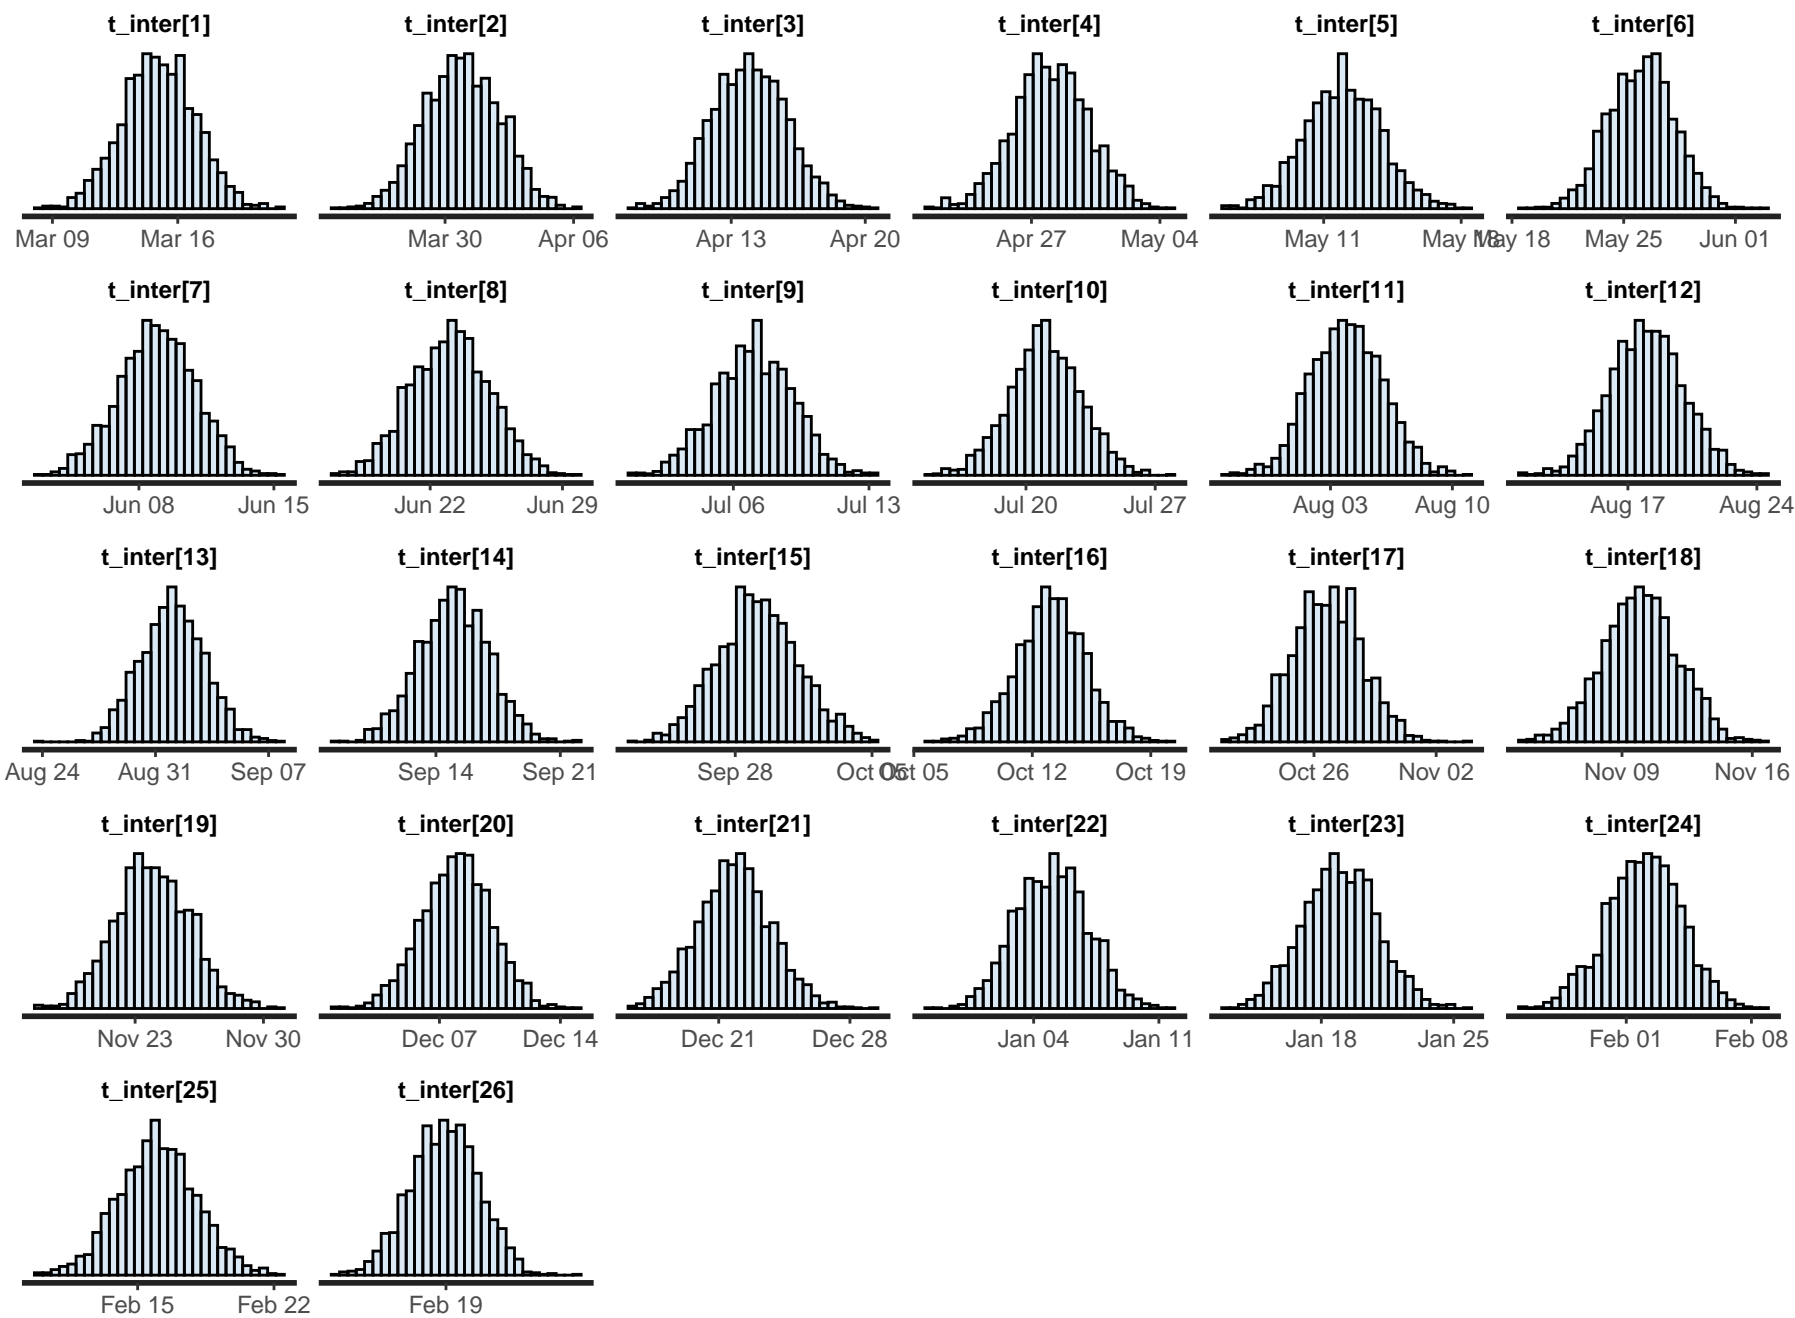 t_inter[1] t_inter[2] t_inter[3] t_inter[4] t_inter[5] t_inter[6]
Mar 09 Mar 16 Mar 30 Apr 06 Apr 13 Apr 20 Apr 27 May 04 May 11 May 18 May 18 May 25 Jun 01
t_inter[7] t_inter[8] t_inter[9] t_inter[10] t_inter[11] t_inter[12]
Jun 08 Jun 15 Jun 22 Jun 29 Jul 06 Jul 13 Jul 20 Jul 27 Aug 03 Aug 10 Aug 17 Aug 24
t_inter[13] t_inter[14] t_inter[15] t_inter[16] t_inter[17] t_inter[18]
Aug 24 Aug 31 Sep 07 Sep 14 Sep 21 Sep 28 Oct 05 Oct 05 Oct 12 Oct 19 Oct 26 Nov 02 Nov 09 Nov 16
t_inter[19] t_inter[20] t_inter[21] t_inter[22] t_inter[23] t_inter[24]
Nov 23 Nov 30 Dec 07 Dec 14 Dec 21 Dec 28 Jan 04 Jan 11 Jan 18 Jan 25 Feb 01 Feb 08
t_inter[25] t_inter[26]
Feb 15 Feb 22 Feb 19